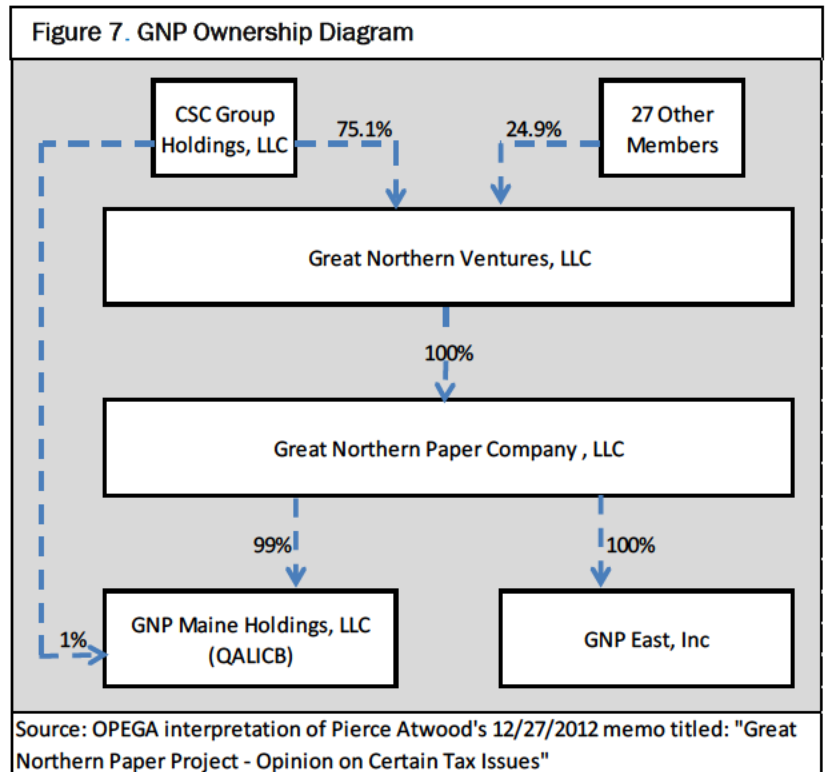 Figure 7. GNP Ownership Diagram
CSC Group
Holdings, LLC
75.1%
24.9%
27 Other
Members
Great Northern Ventures, LLC
100%
Great Northern Paper Company , LLC
99%
100%
1%
GNP Maine Holdings, LLC
(QALICB)
GNP East, Inc
Source: OPEGA interpretation of Pierce Atwood's 12/27/2012 memo titled: "Great
Northern Paper Project - Opinion on Certain Tax Issues"